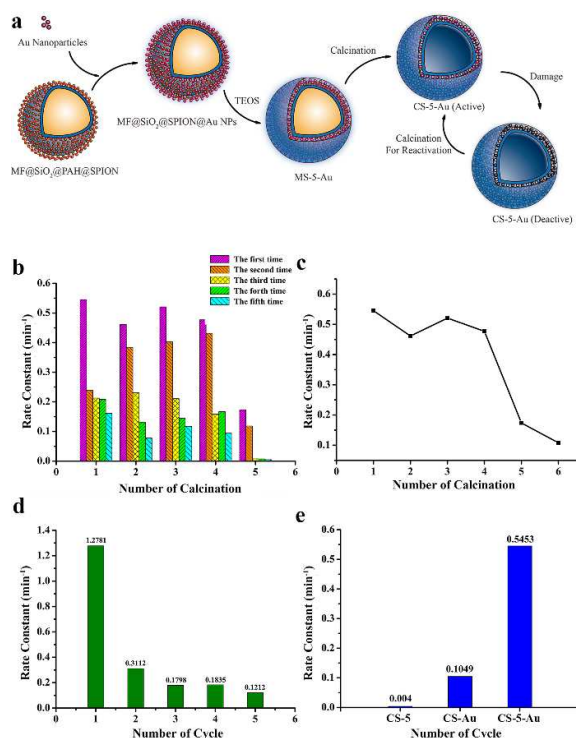 a
Au Nanoparticles
MF@SiO2@PAH@SPION
MF@SiO2@SPION@Au NPs
TEOS
MS-5-Au
Calcination
CS-5-Au (Active)
Damage
Calcination
For Reactivation
CS-5-Au (Deactive)
b
The first time
The second time
The third time
The forth time
The fifth time
Rate Constant (min-1)
0.6
0.5
0.4
0.3
0.2
0.1
0.0
0 1 2 3 4 5 6
Number of Calcination
c
Rate Constant (min-1)
0.6
0.5
0.4
0.3
0.2
0.1
0 1 2 3 4 5 6
Number of Calcination
d
Rate Constant (min-1)
1.4
1.2
1.0
0.8
0.6
0.4
0.2
0.0
1.2781
0.3112
0.1798
0.1835
0.1212
0 1 2 3 4 5 6
Number of Cycle
e
Rate Constant (min-1)
0.6
0.5
0.4
0.3
0.2
0.1
0.0
0.004
0.1049
0.5453
CS-5 CS-Au CS-5-Au
Number of Cycle